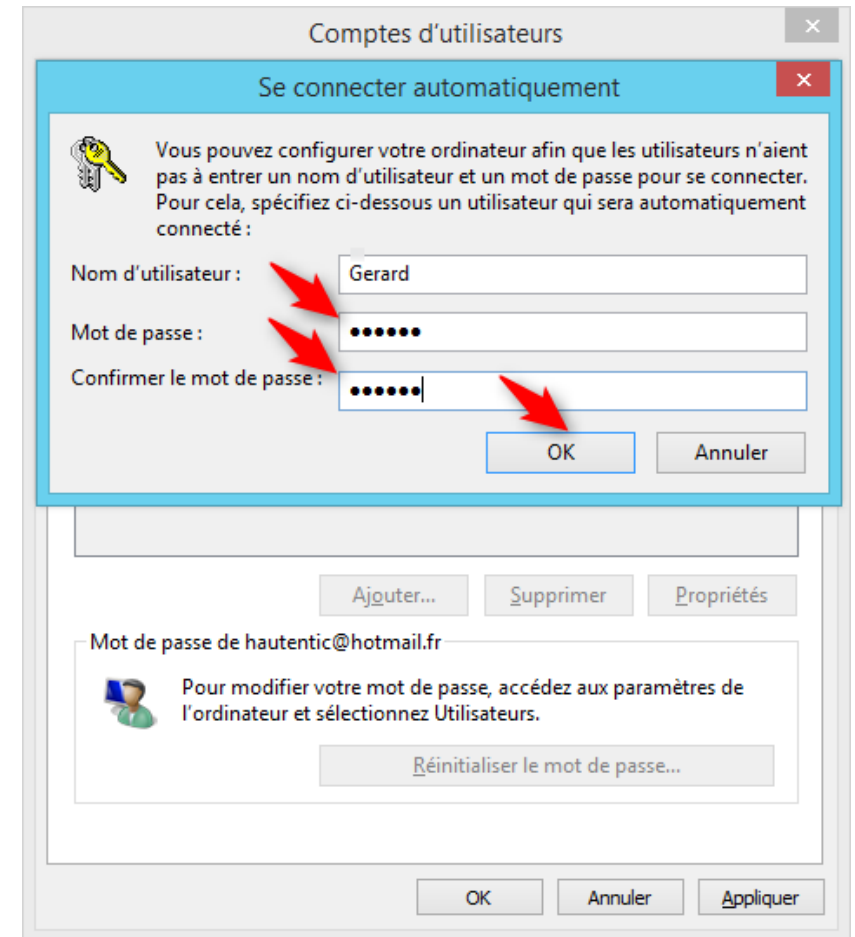 Comptes d'utilisateurs
Se connecter automatiquement
Vous pouvez configurer votre ordinateur afin que les utilisateurs n'aient
pas à entrer un nom d'utilisateur et un mot de passe pour se connecter.
Pour cela, spécifiez ci-dessous un utilisateur qui sera automatiquement
connecté :
Nom d'utilisateur :
Gerard
Mot de passe :
••••••
Confirmer le mot de passe :
••••••
OK
Annuler
Ajouter...
Supprimer
Propriétés
Mot de passe de hautentic@hotmail.fr
Pour modifier votre mot de passe, accédez aux paramètres de
l'ordinateur et sélectionnez Utilisateurs.
Réinitialiser le mot de passe...
OK
Annuler
Appliquer